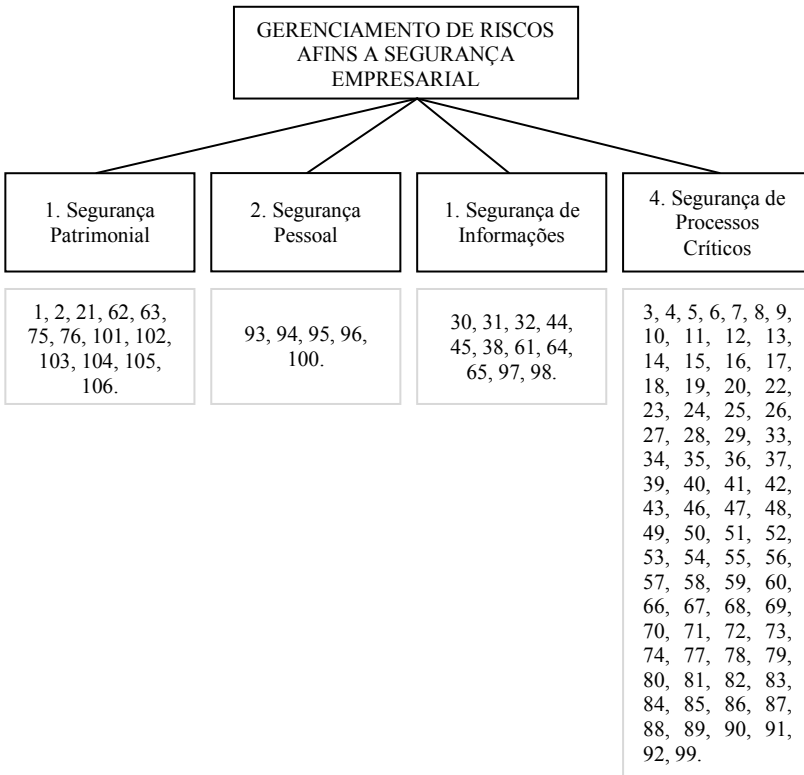 GERENCIAMENTO DE RISCOS
AFINS A SEGURANÇA
EMPRESARIAL
1. Segurança
Patrimonial
2. Segurança
Pessoal
1. Segurança de
Informações
4. Segurança de
Processos
Críticos
1, 2, 21, 62, 63,
75, 76, 101, 102,
103, 104, 105,
106.
93, 94, 95, 96,
100.
30, 31, 32, 44,
45, 38, 61, 64,
65, 97, 98.
3, 4, 5, 6, 7, 8, 9,
10, 11, 12, 13,
14, 15, 16, 17,
18, 19, 20, 22,
23, 24, 25, 26,
27, 28, 29, 33,
34, 35, 36, 37,
39, 40, 41, 42,
43, 46, 47, 48,
49, 50, 51, 52,
53, 54, 55, 56,
57, 58, 59, 60,
66, 67, 68, 69,
70, 71, 72, 73,
74, 77, 78, 79,
80, 81, 82, 83,
84, 85, 86, 87,
88, 89, 90, 91,
92, 99.